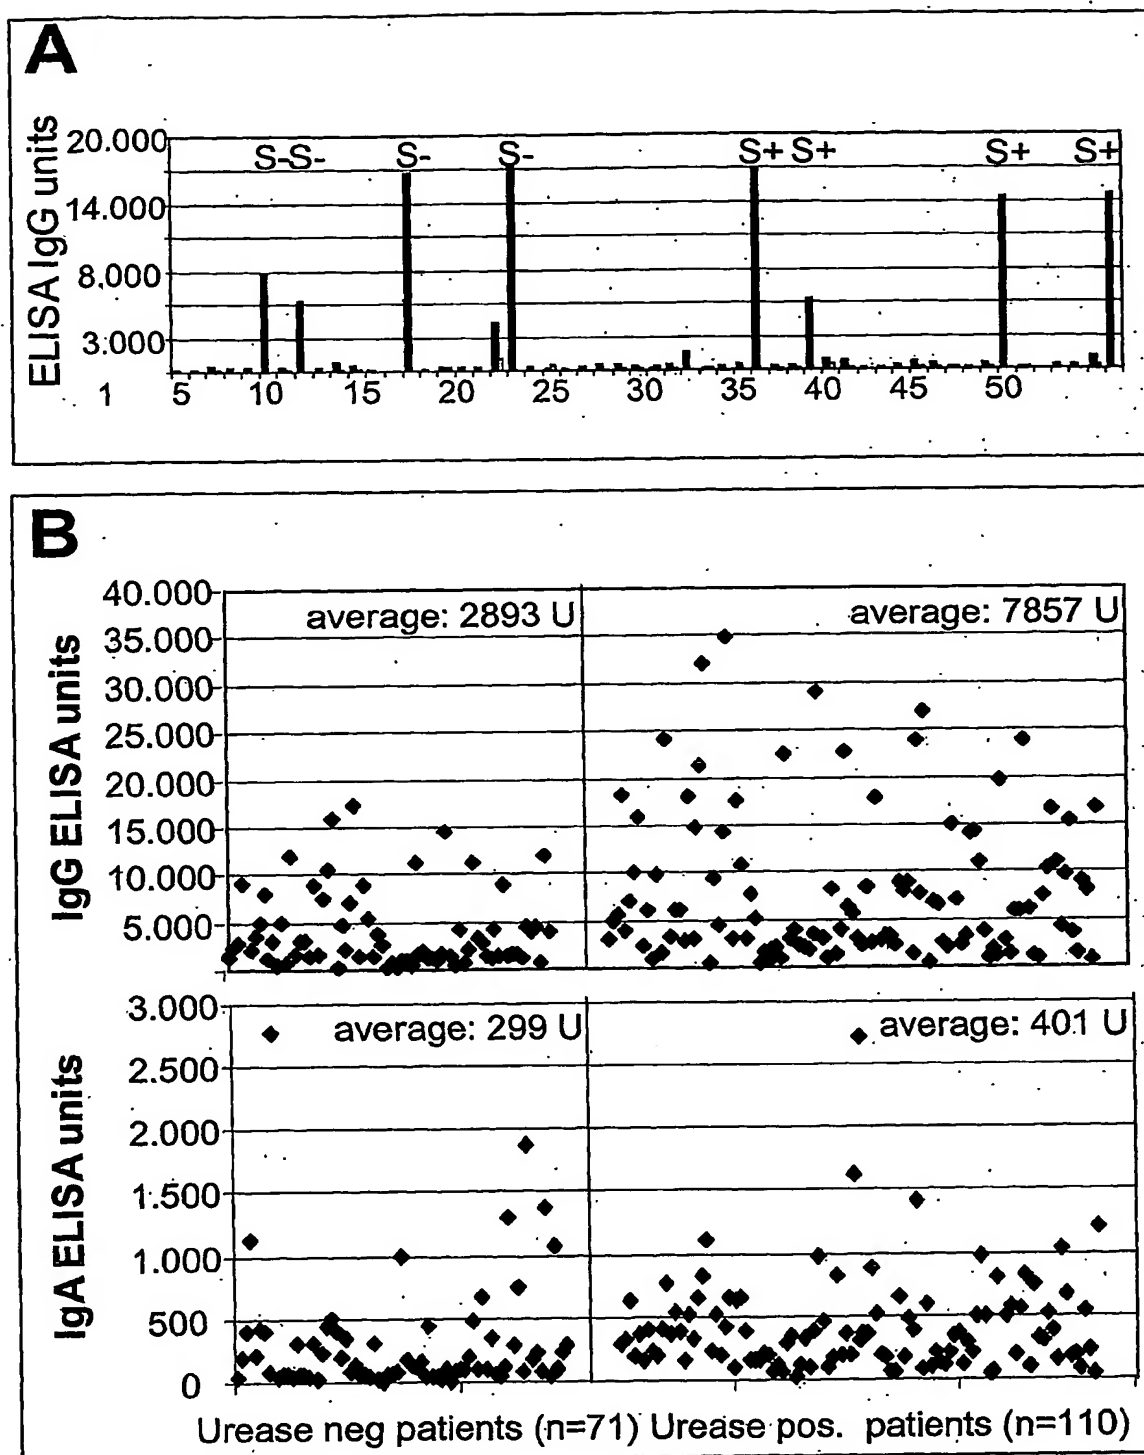 A
ELISA IgG units
20.000
S- S- S- S- S+ S+ S+ S+
14.000
8.000
3.000
1 5 10 15 20 25 30 35 40 45 50
B
IgG ELISA units
40.000
average: 2893 U average: 7857 U
35.000
30.000
25.000
20.000
15.000
10.000
5.000
IgA ELISA units
3.000
average: 299 U average: 401 U
2.500
2.000
1.500
1.000
500
0
Urease neg patients (n=71) Urease pos. patients (n=110)